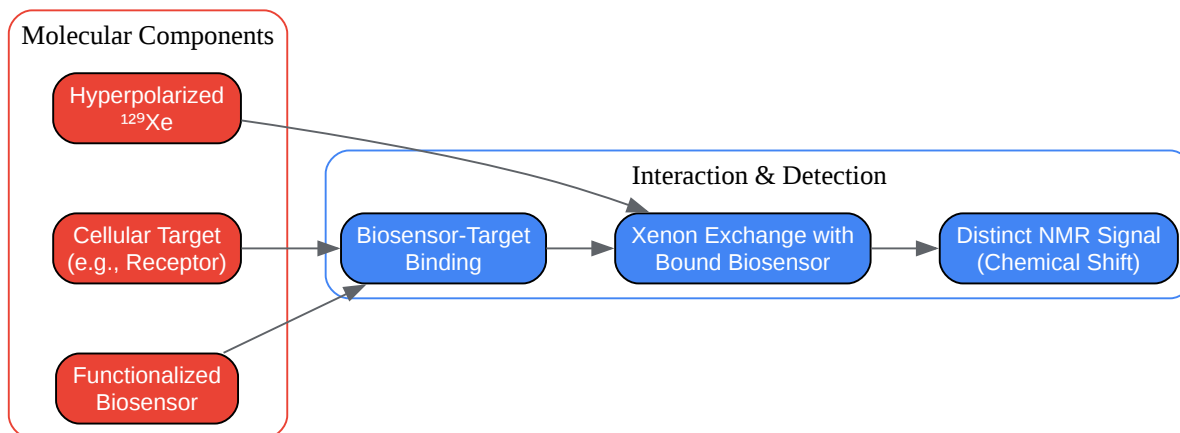 Molecular Components
Hyperpolarized
¹²⁹Xe
Cellular Target
(e.g., Receptor)
Functionalized
Biosensor
Interaction & Detection
Biosensor-Target
Binding
Xenon Exchange with
Bound Biosensor
Distinct NMR Signal
(Chemical Shift)